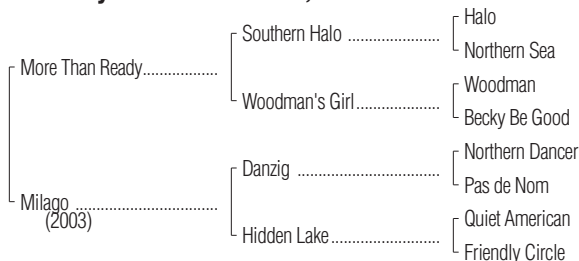 Halo
Southern Halo ......................
Northern Sea
More Than Ready..................
Woodman
Woodman's Girl....................
Becky Be Good
Northern Dancer
Danzig ..................................
Pas de Nom
Milago ..................................
(2003)
Quiet American
Hidden Lake..........................
Friendly Circle